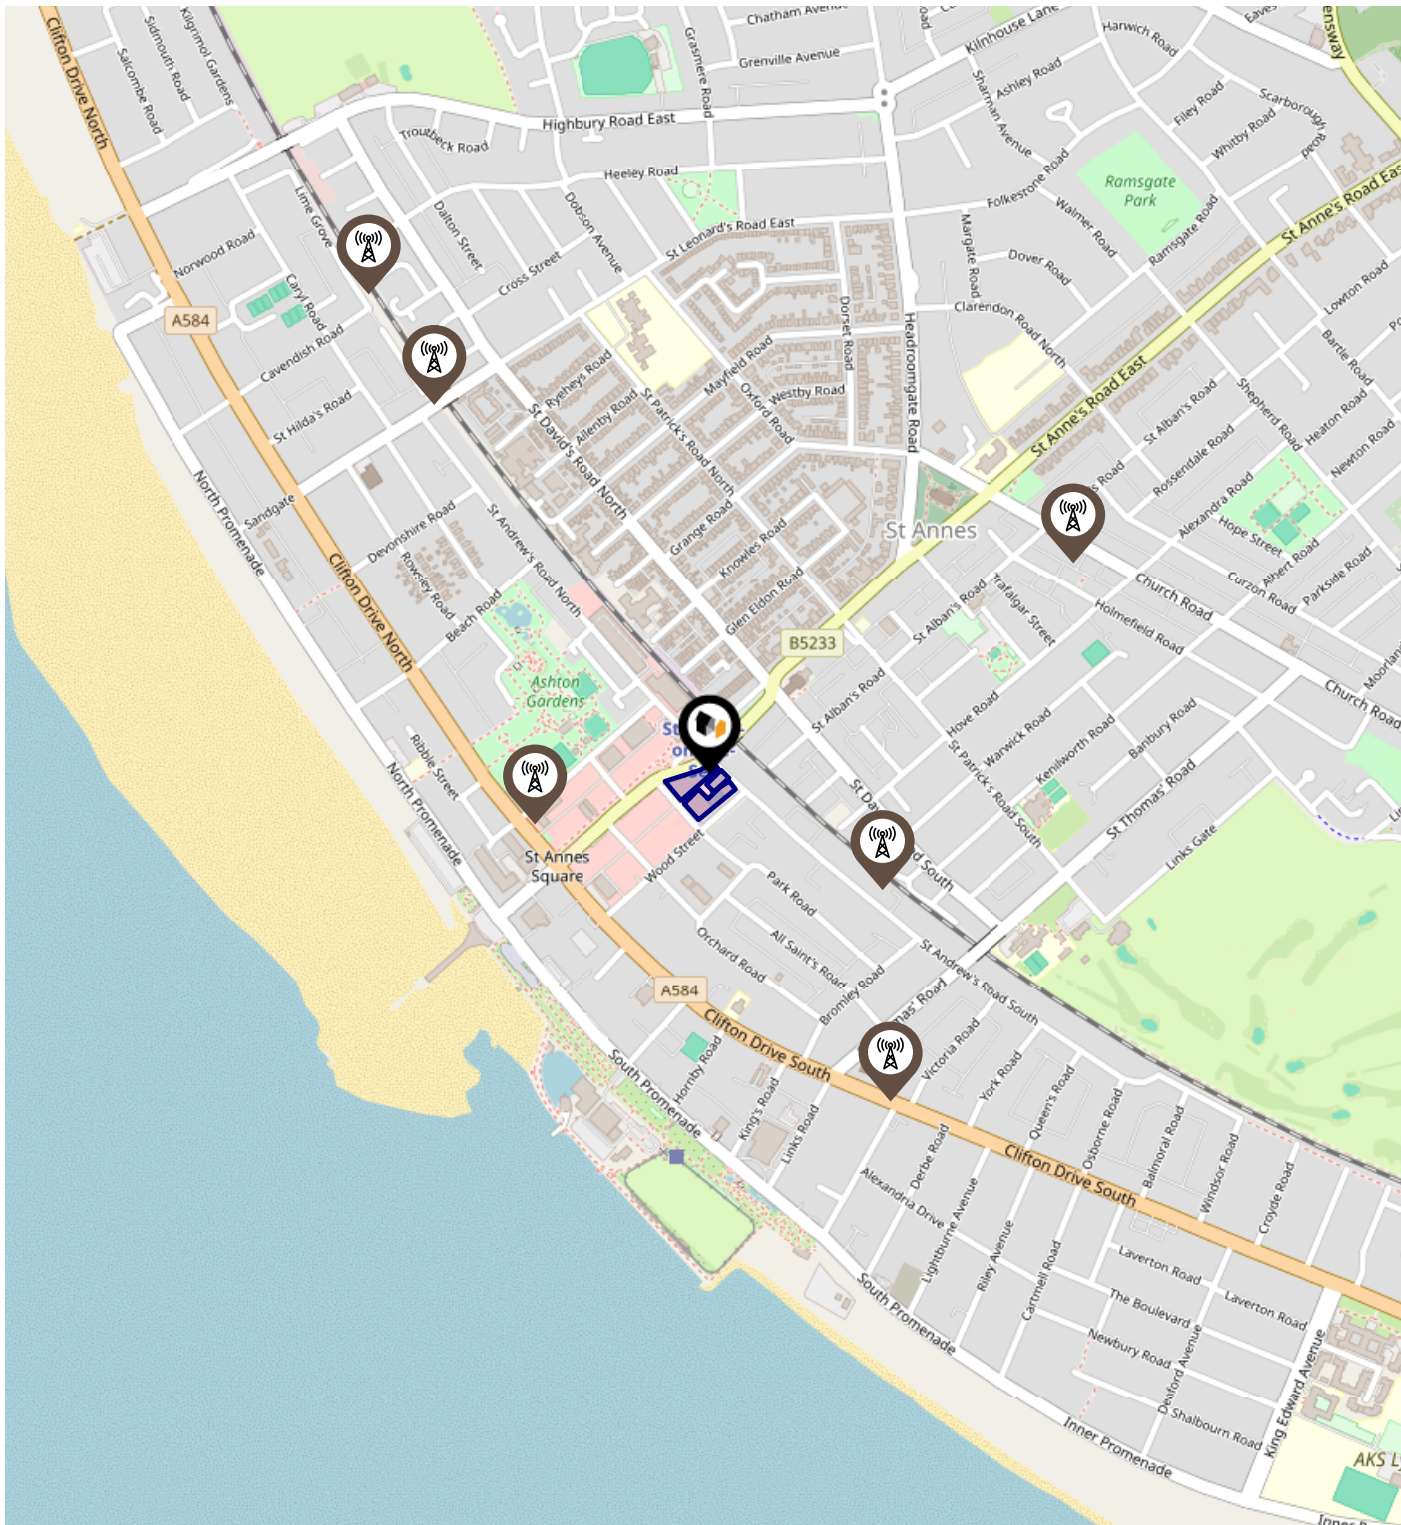 Clifton Drive North
Salcombe Road
Sidmouth Road
Kilgrimol Gardens
Grasmere Road
Chatham Avenue
Grenville Avenue
Kilnhouse Lane
Harwich Road
Ashley Road
Sharman Avenue
Filey Road
Scarborough
Road
Whitby Road
Highbury Road East
Troutbeck Road
Heeley Road
Folkestone Road
Ramsgate
Park
Walmer Road
Ramsgate Road
St Anne's Road East
Lime Grove
Dalton Street
Dobson Avenue
Cross Street
St Leonard's Road East
Margate Road
Dover Road
Lowton Road
Norwood Road
Caryl Road
A584
Cavendish Road
St Hilda's Road
Dorset Road
Headroomgate Road
Clarendon Road North
Bartle Road
Mayfield Road
Westby Road
Oxford Road
Ryeheys Road
Allenby Road
St Patrick's Road North
St David's Road North
St Anne's Road East
St Alban's Road
Shepherd Road
Heaton Road
Newton Road
Rossendale Road
Alexandra Road
Hope Street
Albert Road
Curzon Road
Parkside Road
North Promenade
Sandgate
Devonshire Road
Rowsley Road
Beach Road
St Andrew's Road North
Grange Road
Knowles Road
Glen Eldon Road
St Annes
Clifton Drive North
B5233
St Alban's Road
Trafalgar Street
Church Road
Holmefield Road
Church Road
Ashton
Gardens
St Alban's Road
Hove Road
Warwick Road
Kenilworth Road
Banbury Road
St Patrick's Road South
St Thomas' Road
Links Gate
Ribble Street
North Promenade
St Annes
Square
Wood Street
Park Road
All Saint's Road
Orchard Road
Bromley Road
St Andrew's Road South
A584
Clifton Drive South
Hornby Road
King's Road
Links Road
South Promenade
Victoria Road
York Road
Queen's Road
Osborne Road
Balmoral Road
Windsor Road
Croyde Road
Derbe Road
Clifton Drive South
Alexandria Drive
Lightburne Avenue
Riley Avenue
Cartmell Road
Laverton Road
The Boulevard
Laverton Road
Newbury Road
Shalbourn Road
King Edward Avenue
South Promenade
Inner Promenade